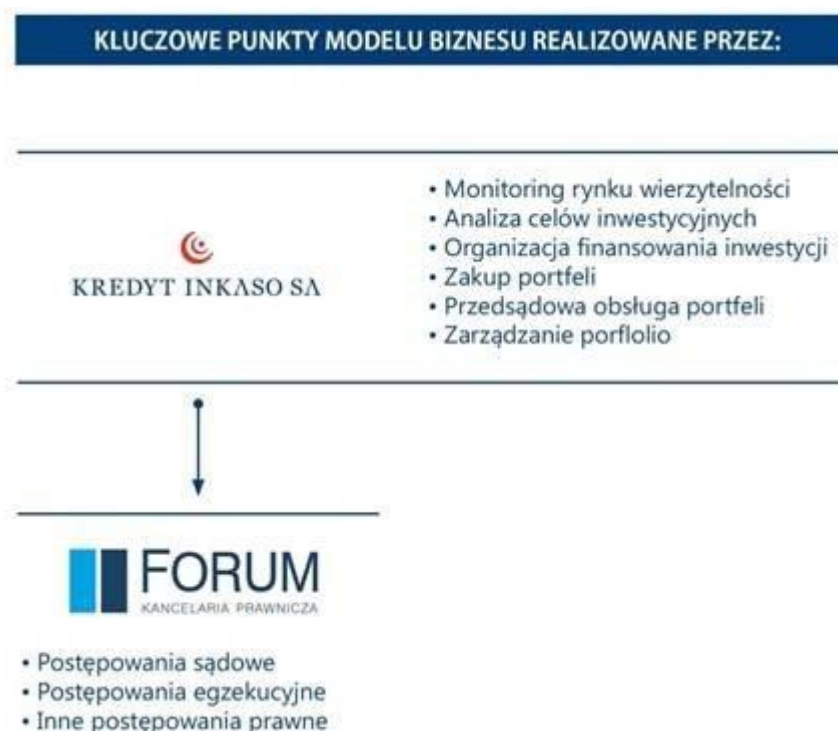 KLUCZOWE PUNKTY MODELU BIZNESU REALIZOWANE PRZEZ:
KREDYT INKASO SA
• Monitoring rynku wierzytelności
• Analiza celów inwestycyjnych
• Organizacja finansowania inwestycji
• Zakup portfeli
• Przedsądowa obsługa portfeli
• Zarządzanie porflolio
FORUM
KANCELARIA PRAWNICZA
• Postępowania sądowe
• Postępowania egzekucyjne
• Inne postępowania prawne